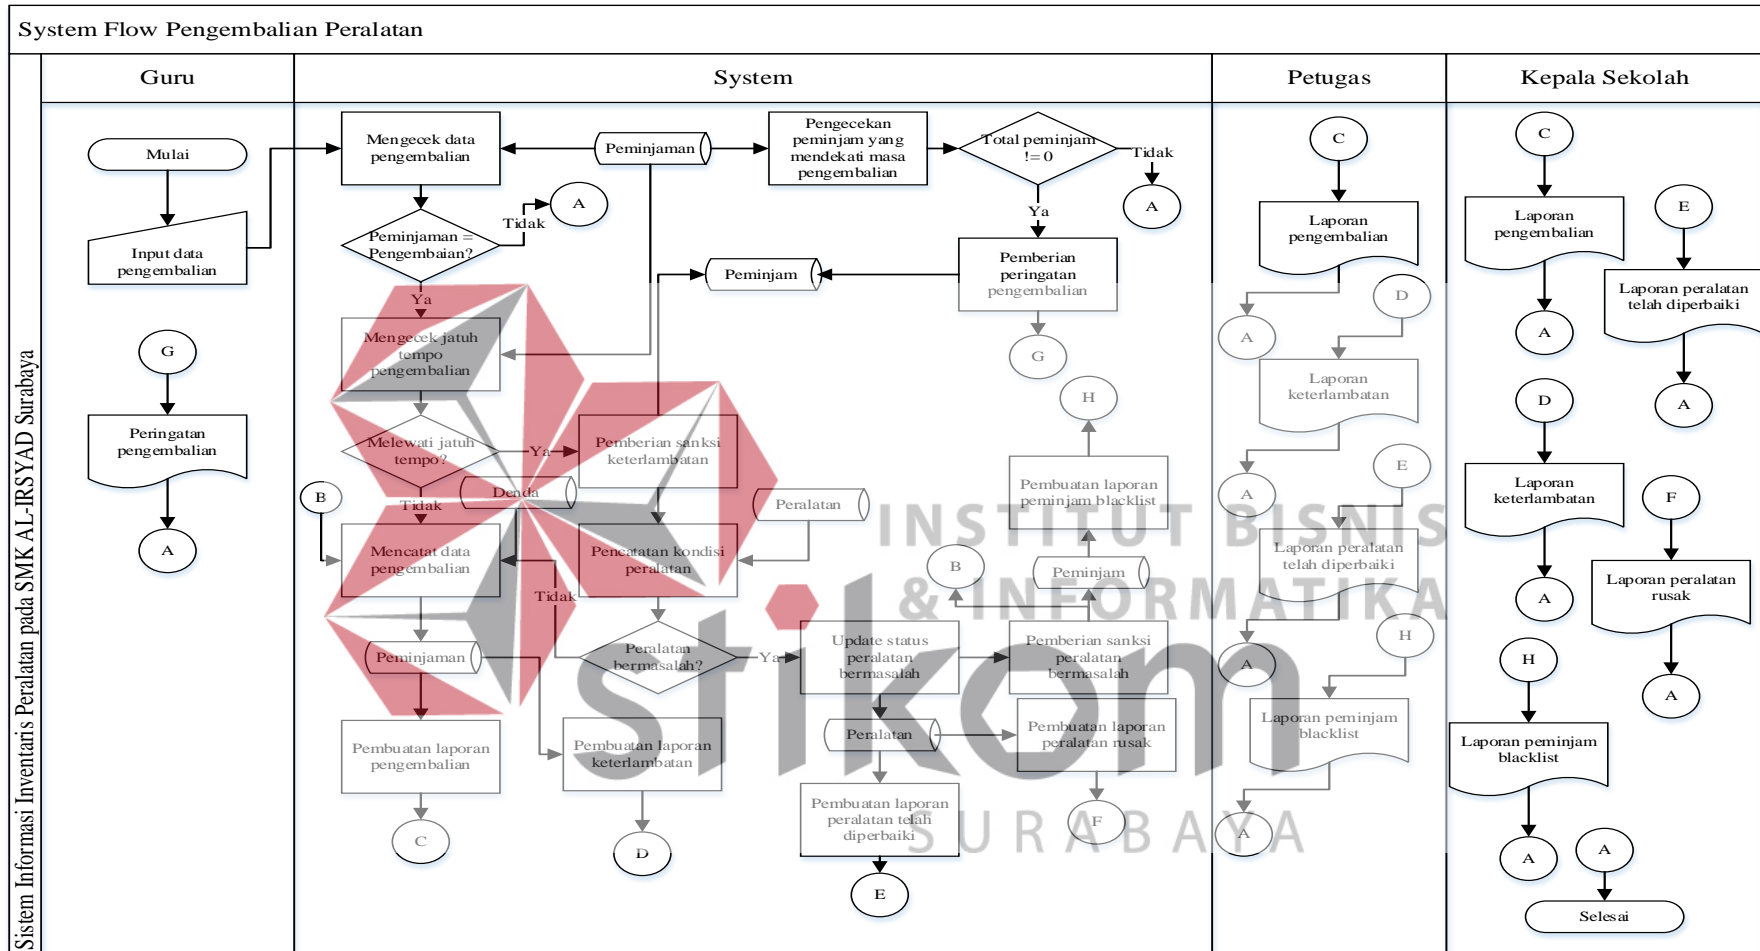 System Flow Pengembalian Peralatan
Sistem Informasi Inventaris Peralatan pada SMK AL-IRSYAD Surabaya
Guru
System
Petugas
Kepala Sekolah
Mulai
Input data
pengembalian
G
Peringatan
pengembalian
A
Mengecek data
pengembalian
Peminjaman
Pengecekan
peminjam yang
mendekati masa
pengembalian
Total peminjam
!= 0
Tidak
A
Ya
Peminjaman =
Pengembaian?
Tidak
A
Ya
Peminjam
Pemberian
peringatan
pengembalian
G
Mengecek jatuh
tempo
pengembalian
Melewati jatuh
tempo?
Ya
Pemberian sanksi
keterlambatan
Tidak
Denda
B
Mencatat data
pengembalian
Pencatatan kondisi
peralatan
Peralatan
H
Pembuatan laporan
peminjam blacklist
B
Peminjam
Tidak
Peminjaman
Peralatan
bermasalah?
Ya
Update status
peralatan
bermasalah
Pemberian sanksi
peralatan
bermasalah
Pembuatan laporan
pengembalian
C
Pembuatan laporan
keterlambatan
D
Peralatan
Pembuatan laporan
peralatan rusak
F
Pembuatan laporan
peralatan telah
diperbaiki
E
C
Laporan
pengembalian
A
D
Laporan
keterlambatan
A
E
Laporan peralatan
telah diperbaiki
A
H
Laporan peminjam
blacklist
A
C
Laporan
pengembalian
A
E
Laporan peralatan
telah diperbaiki
A
D
Laporan
keterlambatan
A
F
Laporan peralatan
rusak
A
H
Laporan peminjam
blacklist
A
A
Selesai
INSTITUT BISNIS
& INFORMATIKA
stikom
SURABAYA